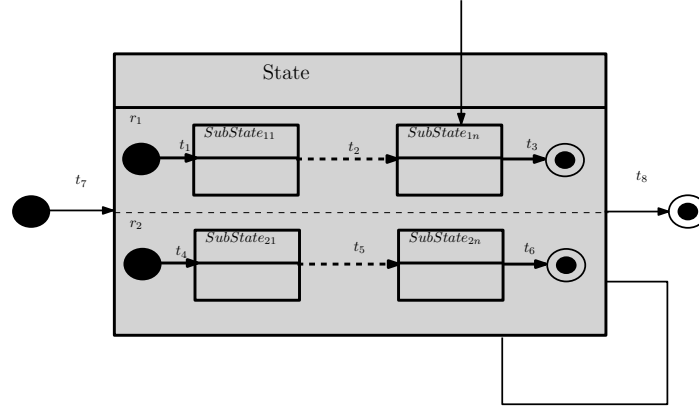 State
r₁
SubState₁₁
SubState₁ₙ
t₁
t₂
t₃
t₇
t₈
r₂
SubState₂₁
SubState₂ₙ
t₄
t₅
t₆